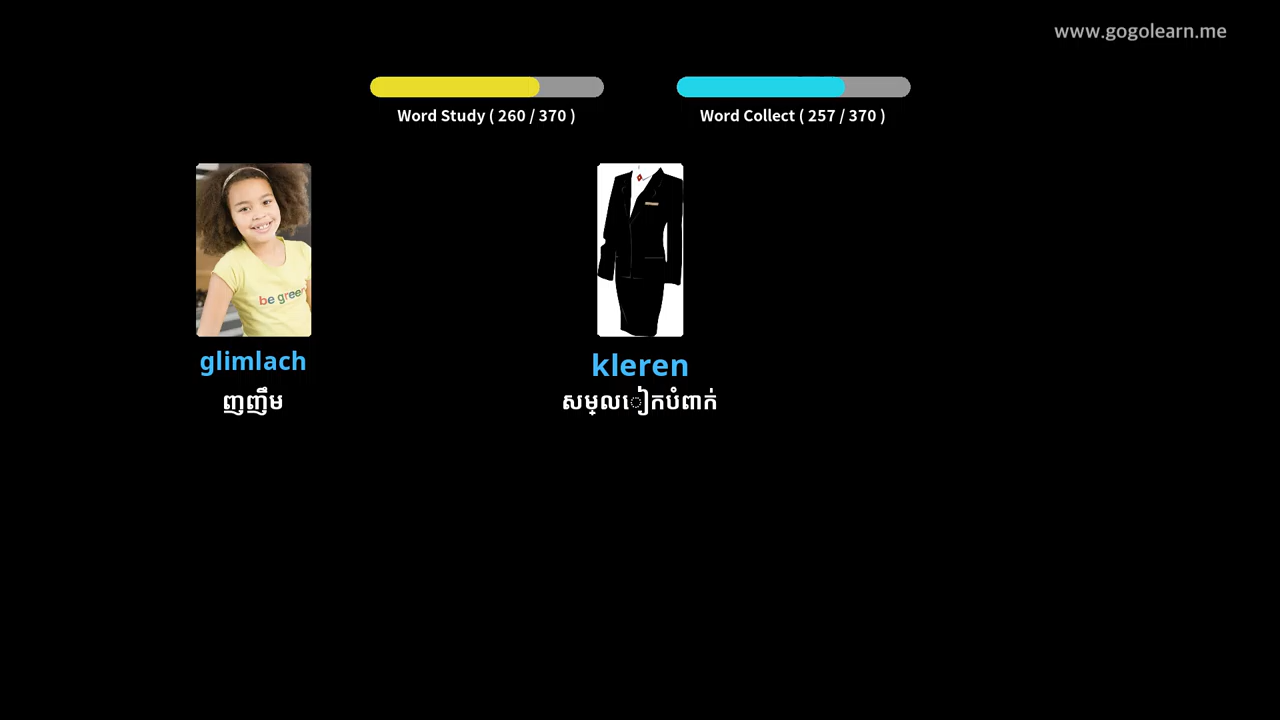 www.gogolearn.me
Word Study ( 260 / 370 )
Word Collect ( 257 / 370 )
be green
glimlach
kleren
ញញឹម
សម្លៀកបំពាក់